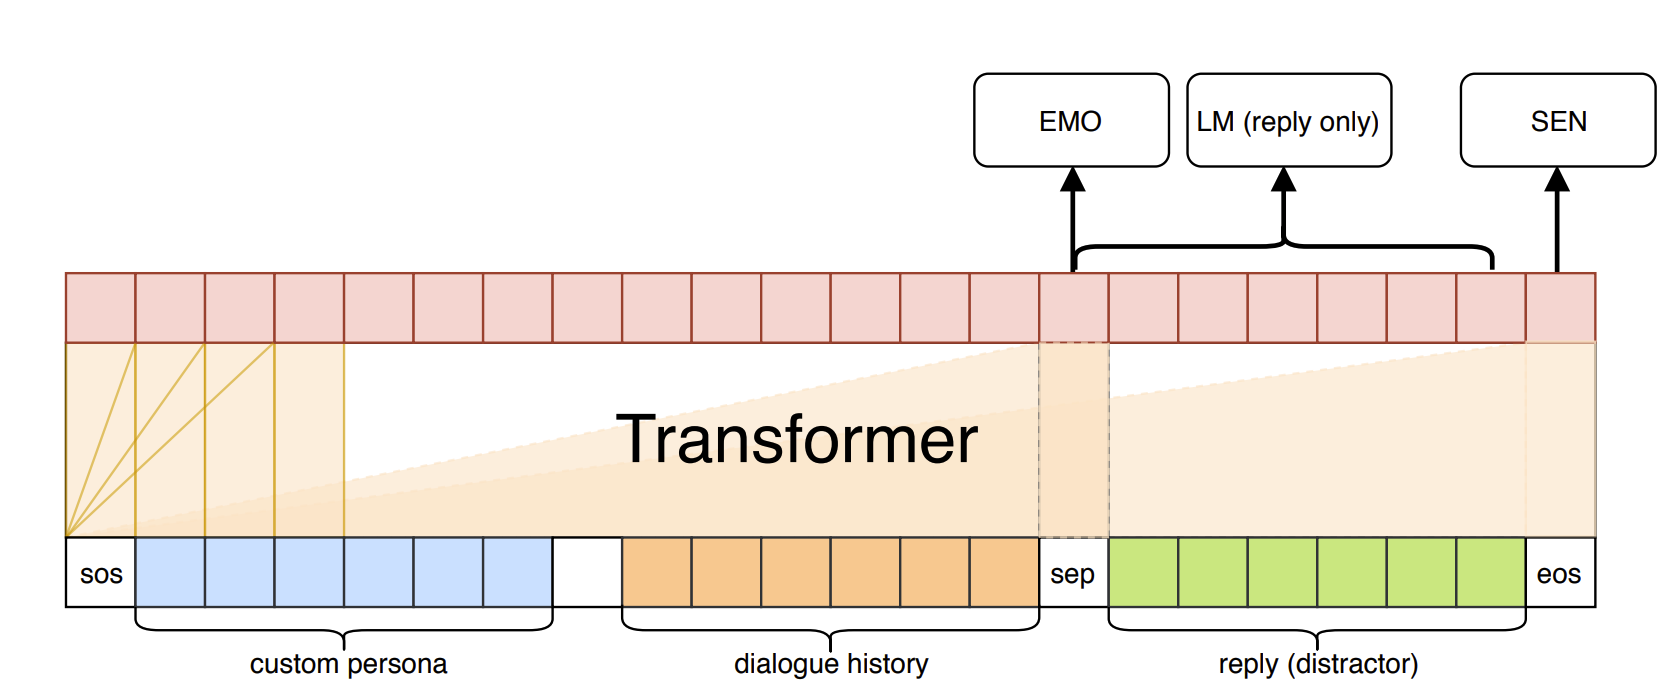 EMO
LM (reply only)
SEN
Transformer
sos
sep
eos
custom persona
dialogue history
reply (distractor)